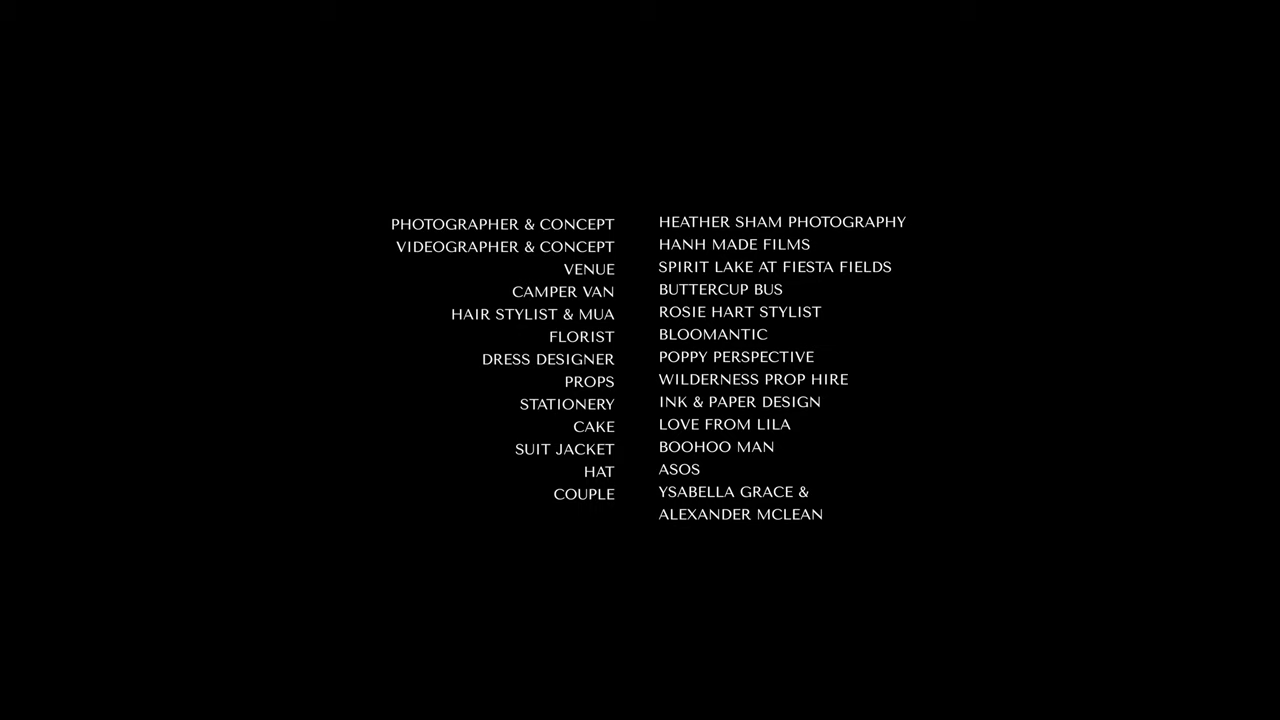 PHOTOGRAPHER & CONCEPT HEATHER SHAM PHOTOGRAPHY
VIDEOGRAPHER & CONCEPT HANH MADE FILMS
VENUE SPIRIT LAKE AT FIESTA FIELDS
CAMPER VAN BUTTERCUP BUS
HAIR STYLIST & MUA ROSIE HART STYLIST
FLORIST BLOOMANTIC
DRESS DESIGNER POPPY PERSPECTIVE
PROPS WILDERNESS PROP HIRE
STATIONERY INK & PAPER DESIGN
CAKE LOVE FROM LILA
SUIT JACKET BOOHOO MAN
HAT ASOS
COUPLE YSABELLA GRACE &
ALEXANDER MCLEAN